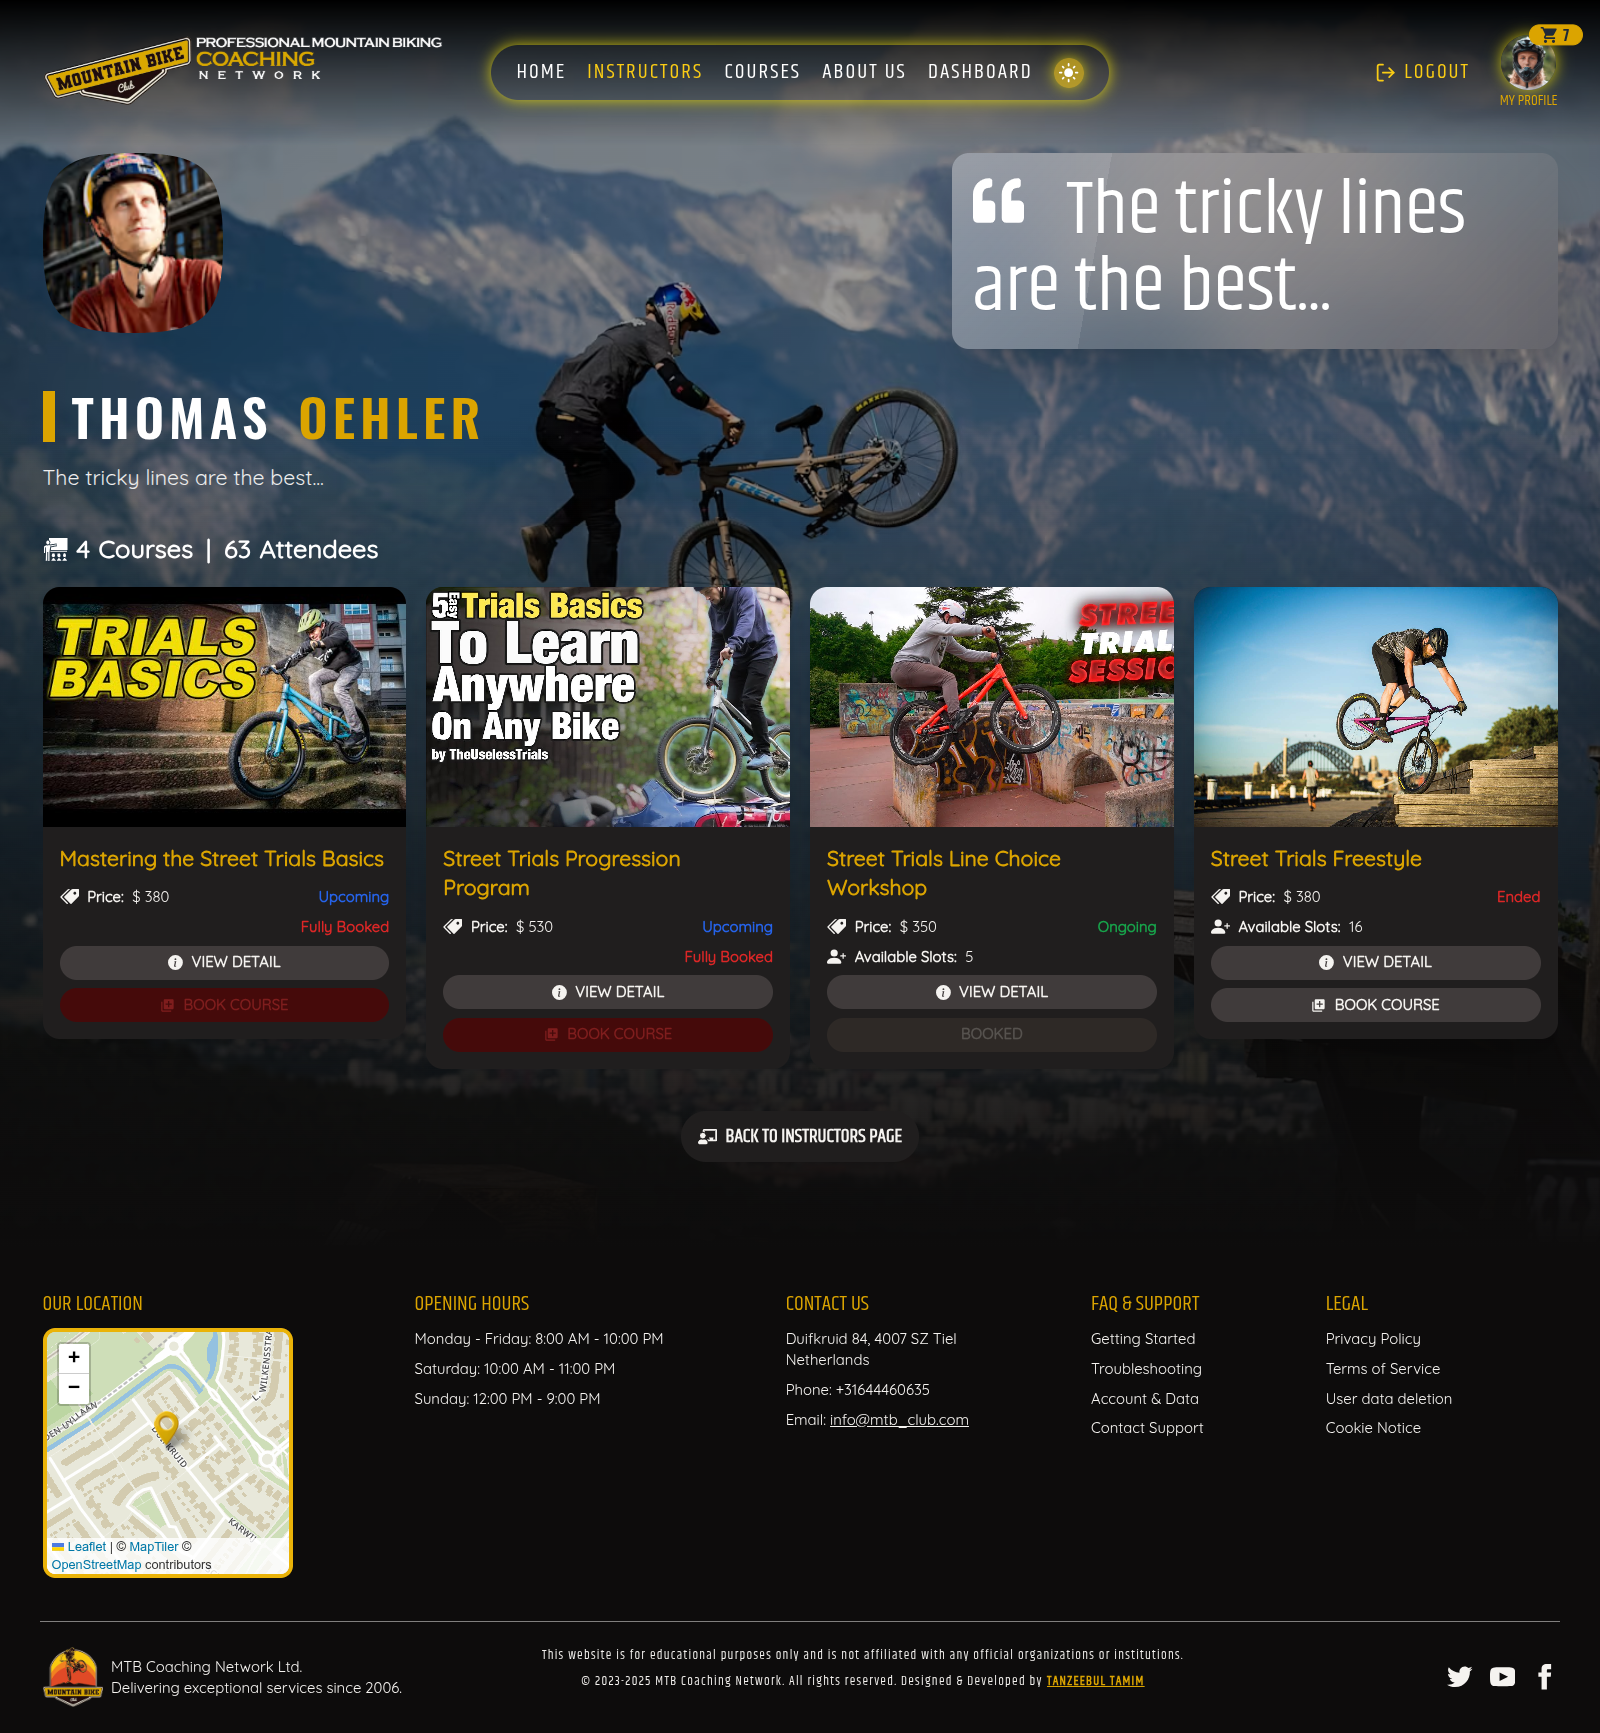 MOUNTAIN BIKE
Club
PROFESSIONAL MOUNTAIN BIKING
COACHING
NETWORK
HOME INSTRUCTORS COURSES ABOUT US DASHBOARD
LOGOUT
7
MY PROFILE
“ The tricky lines
are the best...
Red Bull
TREK
THOMAS OEHLER
The tricky lines are the best...
4 Courses | 63 Attendees
TRIALS
BASICS
Mastering the Street Trials Basics
Price: $ 380 Upcoming
Fully Booked
VIEW DETAIL
BOOK COURSE
5 Easy Trials Basics
To Learn
Anywhere
On Any Bike
by TheUselessTrials
Street Trials Progression
Program
Price: $ 530 Upcoming
Fully Booked
VIEW DETAIL
BOOK COURSE
STREE
TRIAL
SESSIO
Street Trials Line Choice
Workshop
Price: $ 350 Ongoing
Available Slots: 5
VIEW DETAIL
BOOKED
Street Trials Freestyle
Price: $ 380 Ended
Available Slots: 16
VIEW DETAIL
BOOK COURSE
BACK TO INSTRUCTORS PAGE
OUR LOCATION
+
−
DEN-UYLLAAN
L. WILKENSSTRA
KARWIJ
Leaflet | © MapTiler ©
OpenStreetMap contributors
OPENING HOURS
Monday - Friday: 8:00 AM - 10:00 PM
Saturday: 10:00 AM - 11:00 PM
Sunday: 12:00 PM - 9:00 PM
CONTACT US
Duifkruid 84, 4007 SZ Tiel
Netherlands
Phone: +31644460635
Email: info@mtb_club.com
FAQ & SUPPORT
Getting Started
Troubleshooting
Account & Data
Contact Support
LEGAL
Privacy Policy
Terms of Service
User data deletion
Cookie Notice
MOUNTAIN BIKE
MTB Coaching Network Ltd.
Delivering exceptional services since 2006.
This website is for educational purposes only and is not affiliated with any official organizations or institutions.
© 2023-2025 MTB Coaching Network. All rights reserved. Designed & Developed by TANZEEBUL TAMIM